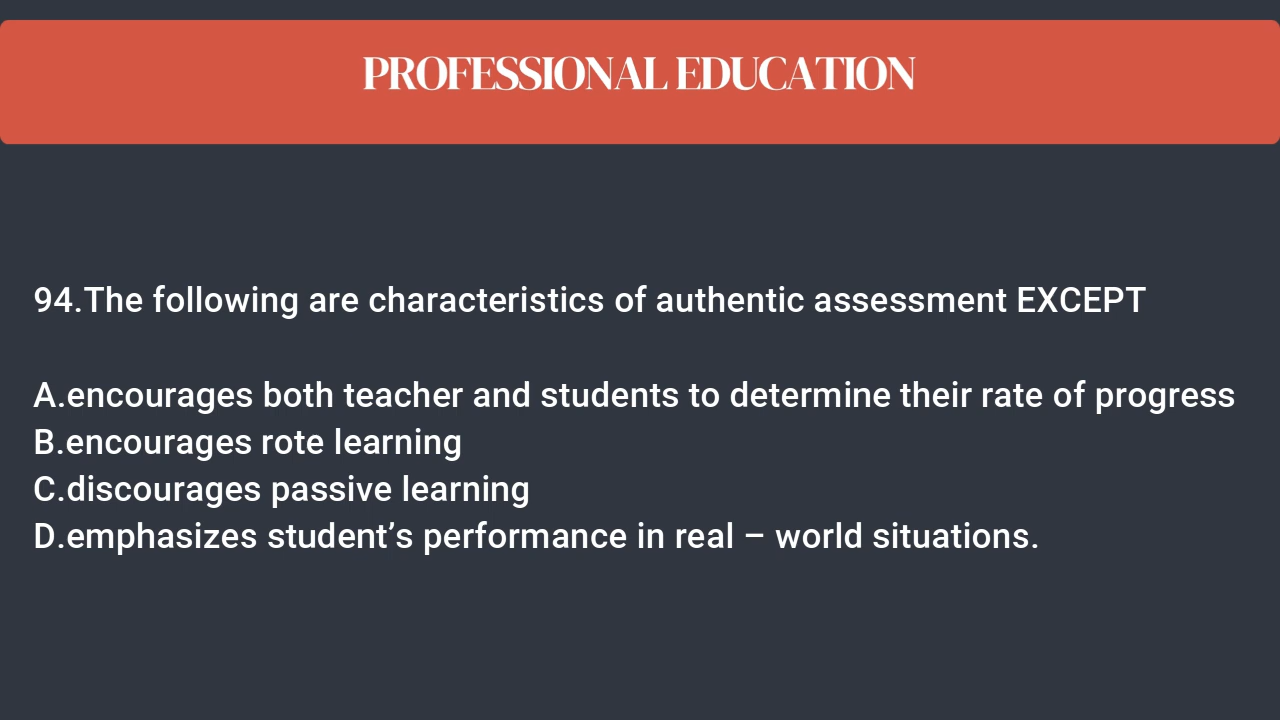 PROFESSIONAL EDUCATION
94.The following are characteristics of authentic assessment EXCEPT
A.encourages both teacher and students to determine their rate of progress
B.encourages rote learning
C.discourages passive learning
D.emphasizes student’s performance in real – world situations.